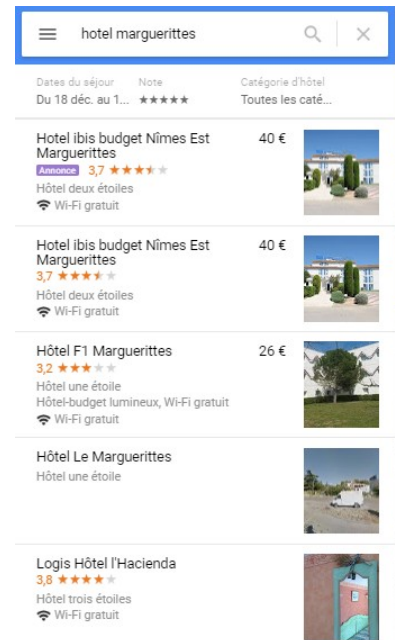 hotel marguerittes
Dates du séjour Note Catégorie d'hôtel
Du 18 déc. au 1... ★★★★★ Toutes les caté...
Hotel ibis budget Nîmes Est 40 €
Marguerittes
Annonce 3,7
Hôtel deux étoiles
Wi-Fi gratuit
Hotel ibis budget Nîmes Est 40 €
Marguerittes
3,7
Hôtel deux étoiles
Wi-Fi gratuit
Hôtel F1 Marguerittes 26 €
3,2
Hôtel une étoile
Hôtel-budget lumineux, Wi-Fi gratuit
Wi-Fi gratuit
Hôtel Le Marguerittes
Hôtel une étoile
Logis Hôtel l'Hacienda
3,8
Hôtel trois étoiles
Wi-Fi gratuit